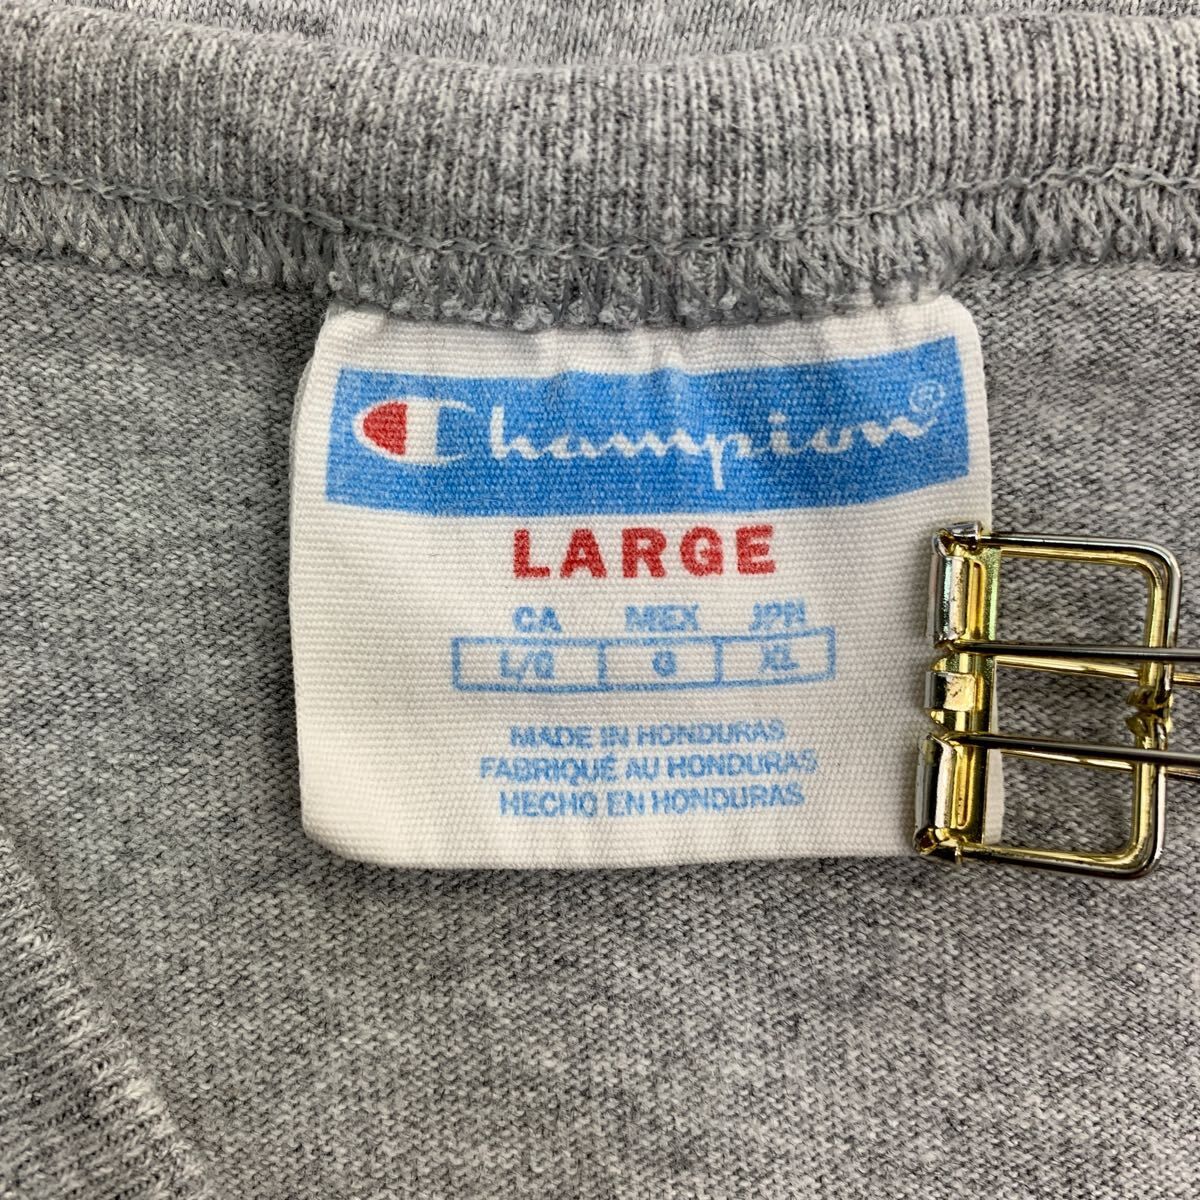 Champion®
LARGE
CA MEX JPN
L/G G XL
MADE IN HONDURAS
FABRIQUÉ AU HONDURAS
HECHO EN HONDURAS